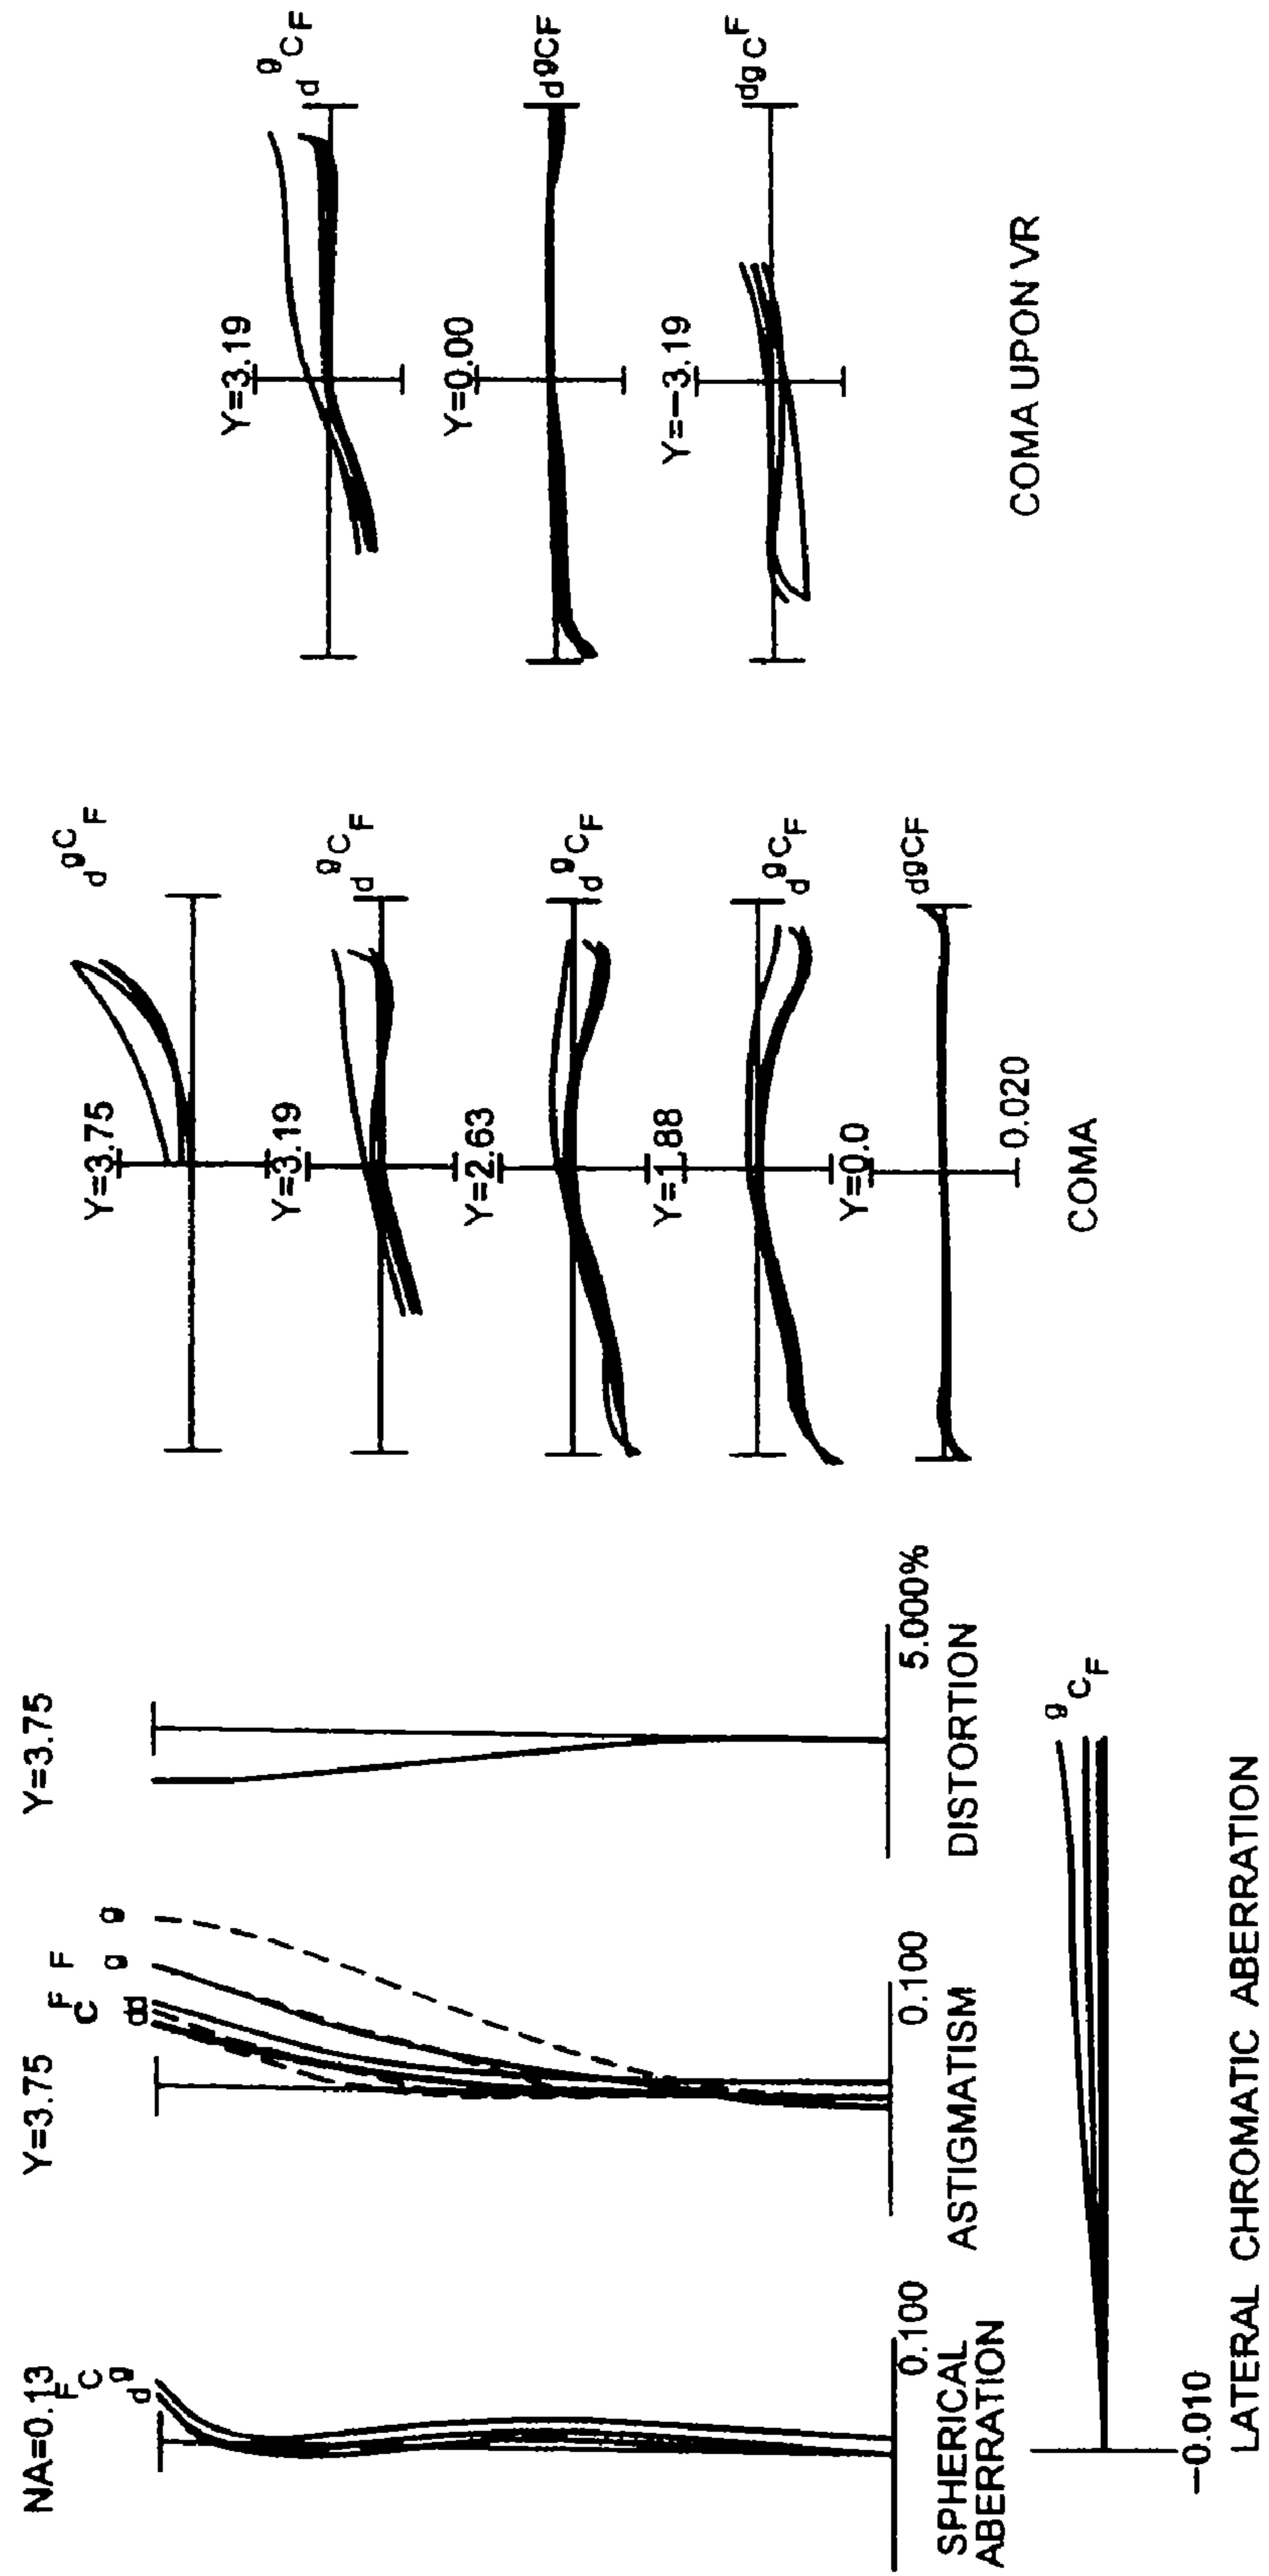 NA=0.13
F
C
g
d
0.100
SPHERICAL
ABERRATION
Y=3.75
C
F
F
d
d
g
g
0.100
ASTIGMATISM
Y=3.75
5.000%
DISTORTION
g
C
F
-0.010
LATERAL CHROMATIC ABERRATION
Y=3.75
d g C F
Y=3.19
d g C F
Y=2.63
d g C F
Y=1.88
d g C F
Y=0.0
d g C F
0.020
COMA
Y=3.19
d g C F
Y=0.00
d g C F
Y=-3.19
d g C F
COMA UPON VR